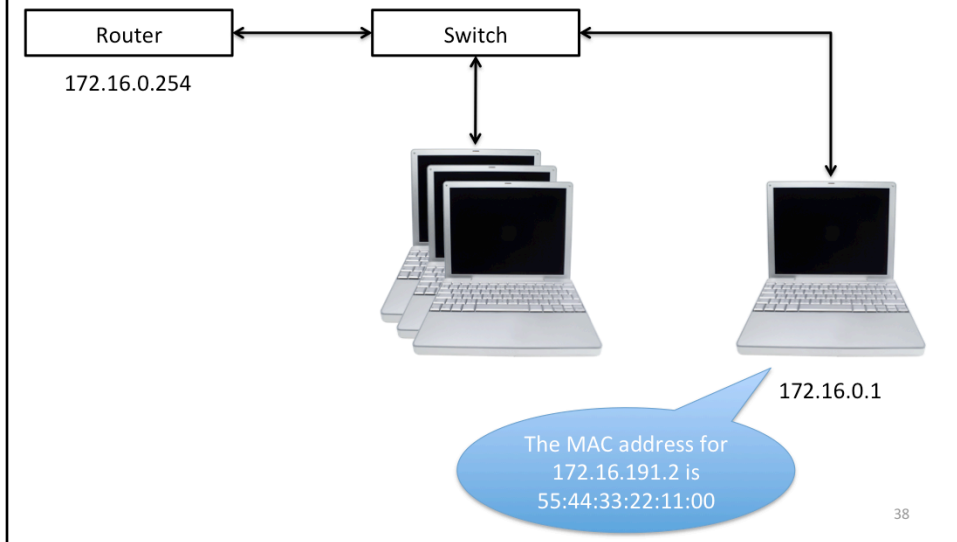 Router
Switch
172.16.0.254
172.16.0.1
The MAC address for
172.16.191.2 is
55:44:33:22:11:00
38